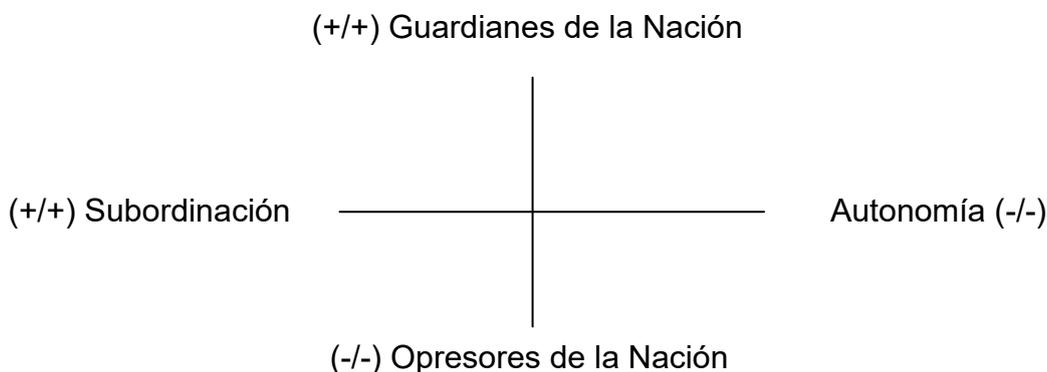 (+/+) Guardianes de la Nación
(+/+) Subordinación
Autonomía (-/-)
(-/-) Opresores de la Nación